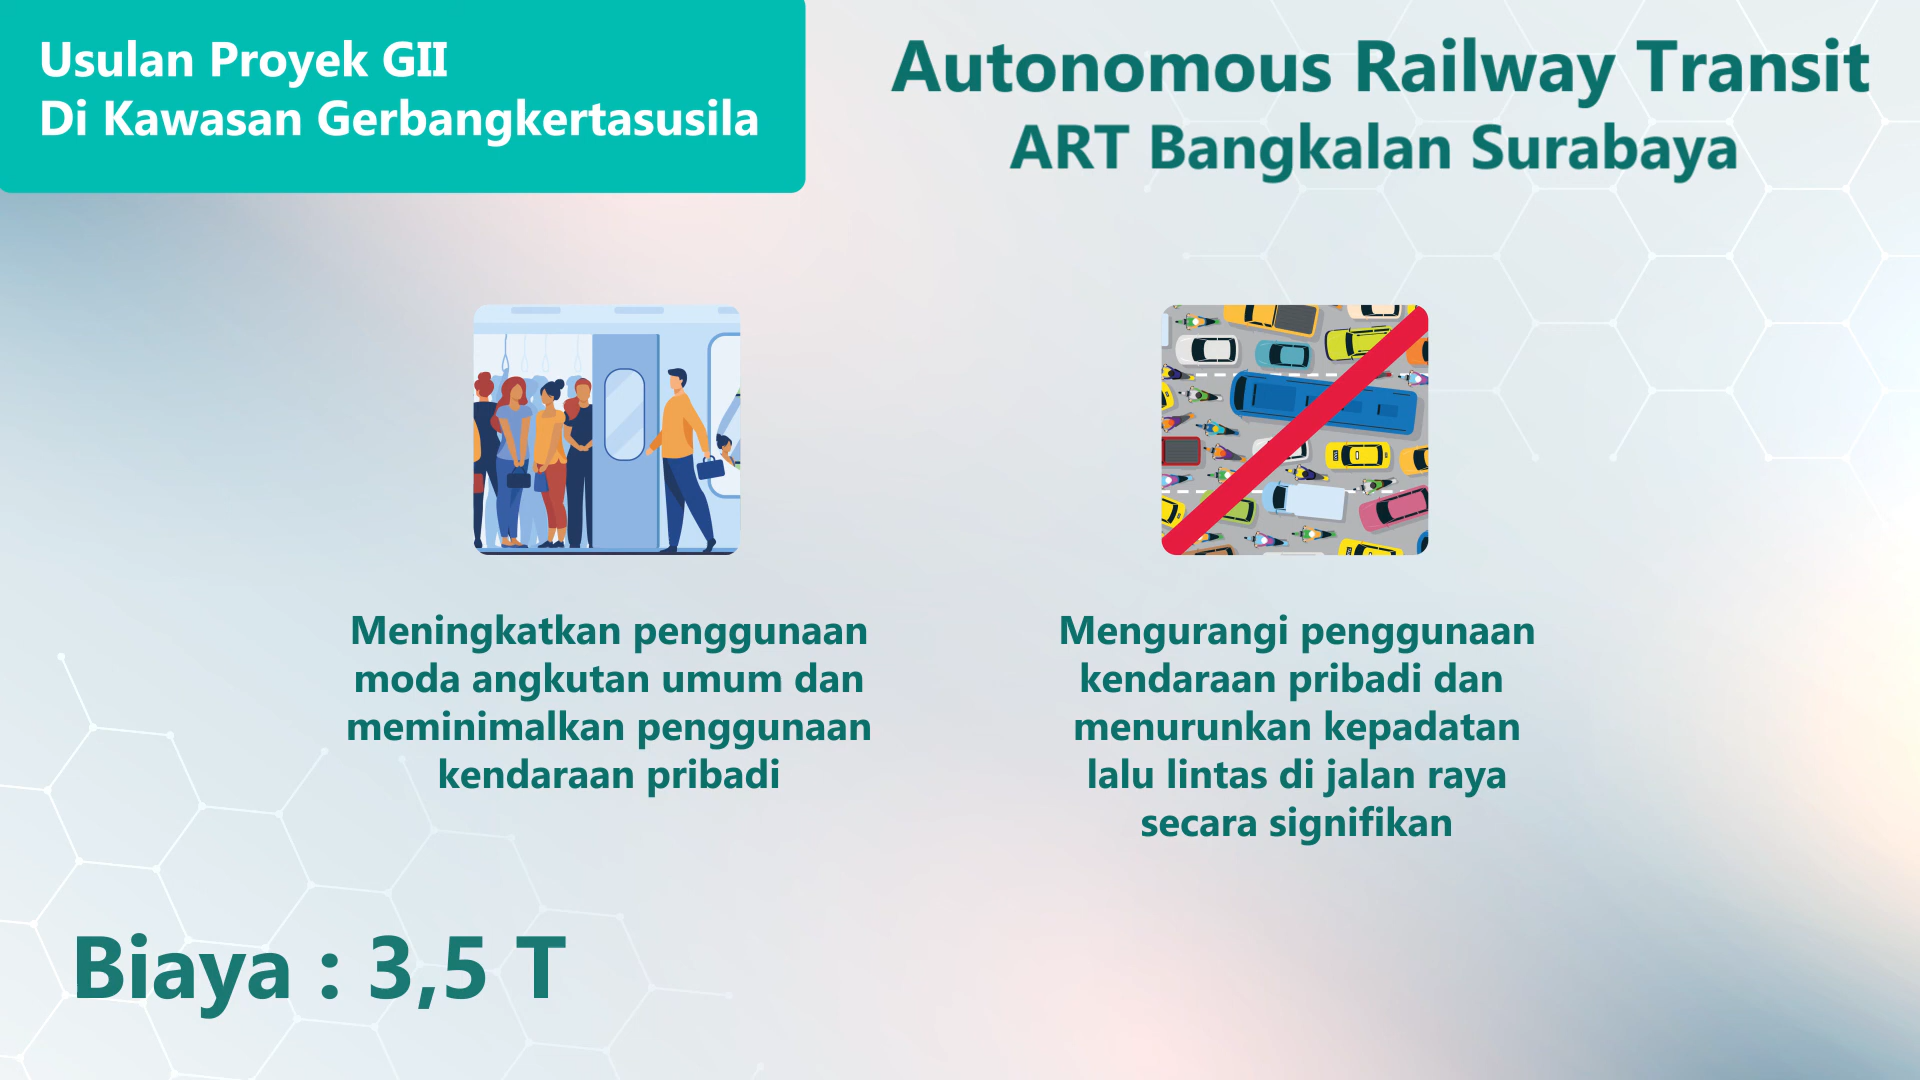 Usulan Proyek GII
Di Kawasan Gerbangkertasusila
Autonomous Railway Transit
ART Bangkalan Surabaya
Meningkatkan penggunaan
moda angkutan umum dan
meminimalkan penggunaan
kendaraan pribadi
Mengurangi penggunaan
kendaraan pribadi dan
menurunkan kepadatan
lalu lintas di jalan raya
secara signifikan
Biaya : 3,5 T